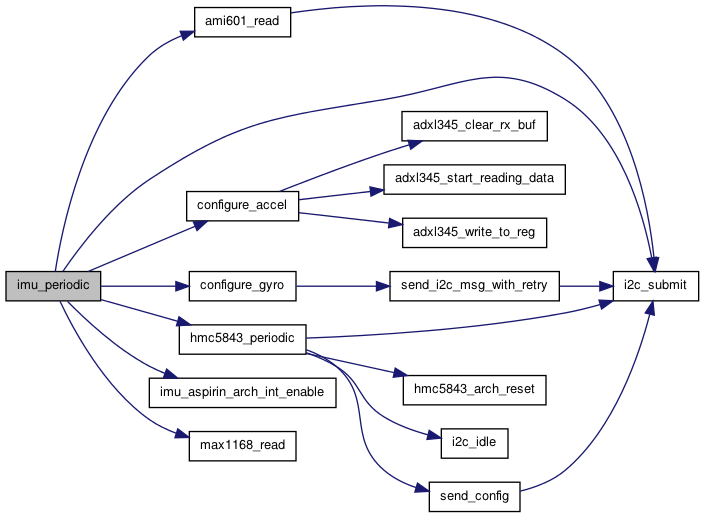 ami601_read
adxl345_clear_rx_buf
adxl345_start_reading_data
configure_accel
adxl345_write_to_reg
imu_periodic
configure_gyro
send_i2c_msg_with_retry
i2c_submit
hmc5843_periodic
imu_aspirin_arch_int_enable
hmc5843_arch_reset
max1168_read
i2c_idle
send_config